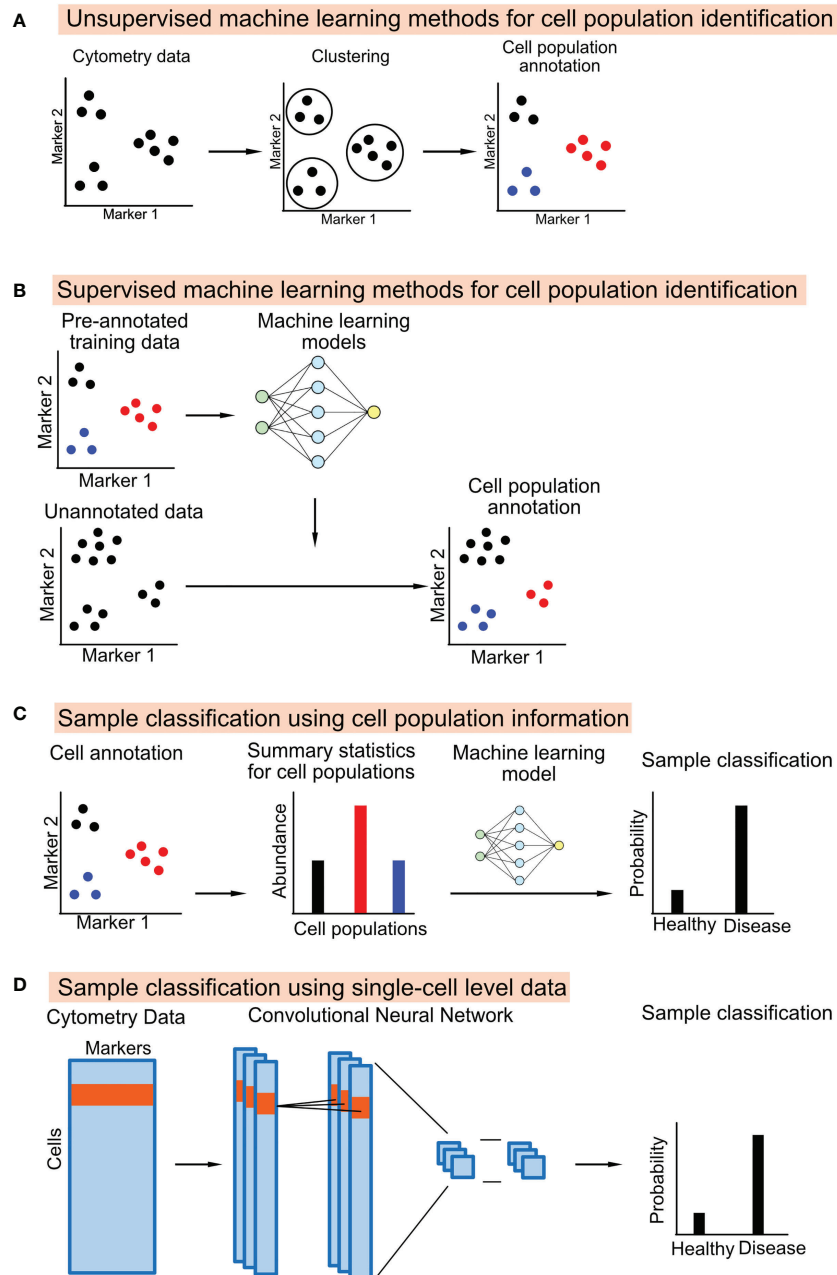 A
Unsupervised machine learning methods for cell population identification
Cytometry data
Clustering
Cell population
annotation
Marker 2
Marker 1
Marker 2
Marker 1
Marker 2
Marker 1
B
Supervised machine learning methods for cell population identification
Pre-annotated
training data
Machine learning
models
Marker 2
Marker 1
Unannotated data
Cell population
annotation
Marker 2
Marker 1
Marker 2
Marker 1
C
Sample classification using cell population information
Cell annotation
Summary statistics
for cell populations
Machine learning
model
Sample classification
Marker 2
Marker 1
Abundance
Cell populations
Probability
Healthy
Disease
D
Sample classification using single-cell level data
Cytometry Data
Convolutional Neural Network
Sample classification
Markers
Cells
Probability
Healthy
Disease